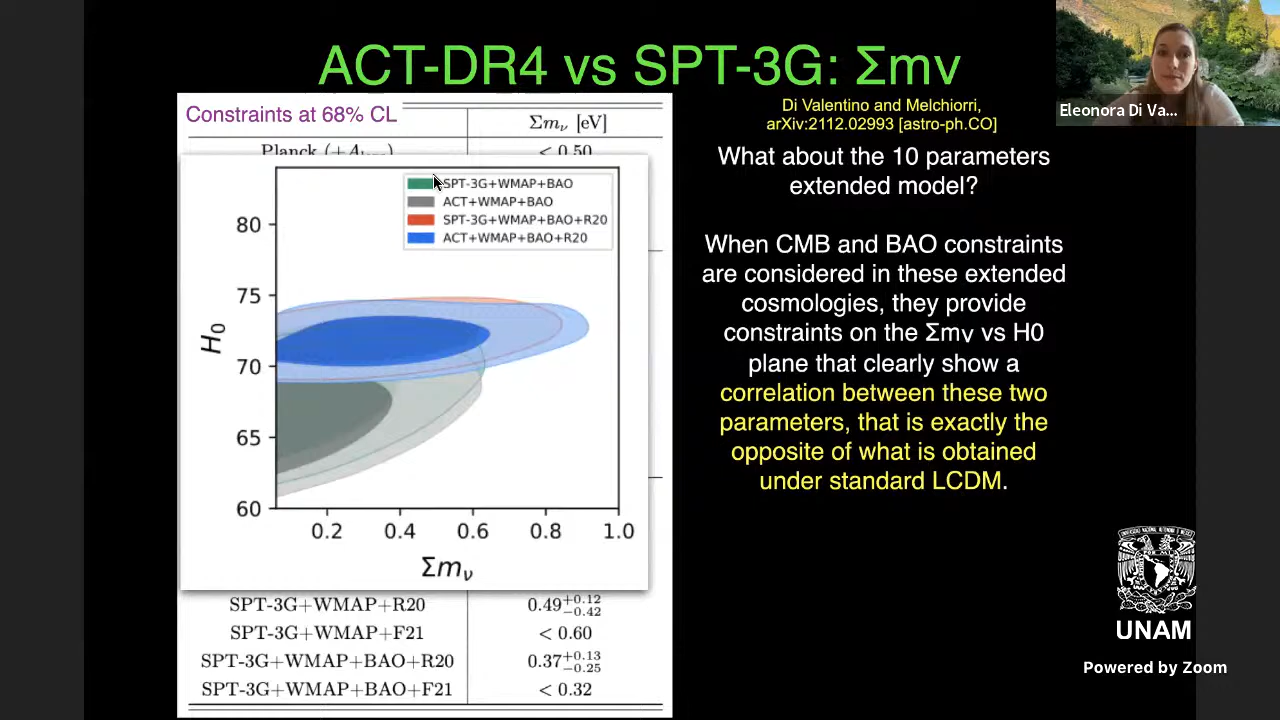 ACT-DR4 vs SPT-3G: Σmν
Constraints at 68% CL
Σmν [eV]
< 0.50
SPT-3G+WMAP+BAO
ACT+WMAP+BAO
SPT-3G+WMAP+BAO+R20
ACT+WMAP+BAO+R20
80
75
70
65
60
H0
0.2 0.4 0.6 0.8 1.0
Σmν
SPT-3G+WMAP+R20 0.49+0.12−0.42
SPT-3G+WMAP+F21 < 0.60
SPT-3G+WMAP+BAO+R20 0.37+0.13−0.25
SPT-3G+WMAP+BAO+F21 < 0.32
Di Valentino and Melchiorri,
arXiv:2112.02993 [astro-ph.CO]
What about the 10 parameters
extended model?
When CMB and BAO constraints
are considered in these extended
cosmologies, they provide
constraints on the Σmν vs H0
plane that clearly show a
correlation between these two
parameters, that is exactly the
opposite of what is obtained
under standard LCDM.
Eleonora Di Va...
UNAM
Powered by Zoom